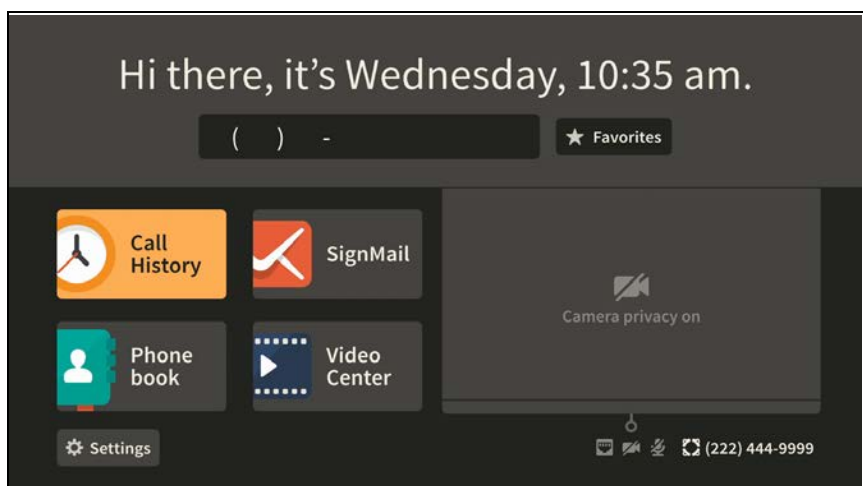 Hi there, it's Wednesday, 10:35 am.
( ) -
Favorites
Call
History
SignMail
Camera privacy on
Phone
book
Video
Center
Settings
(222) 444-9999